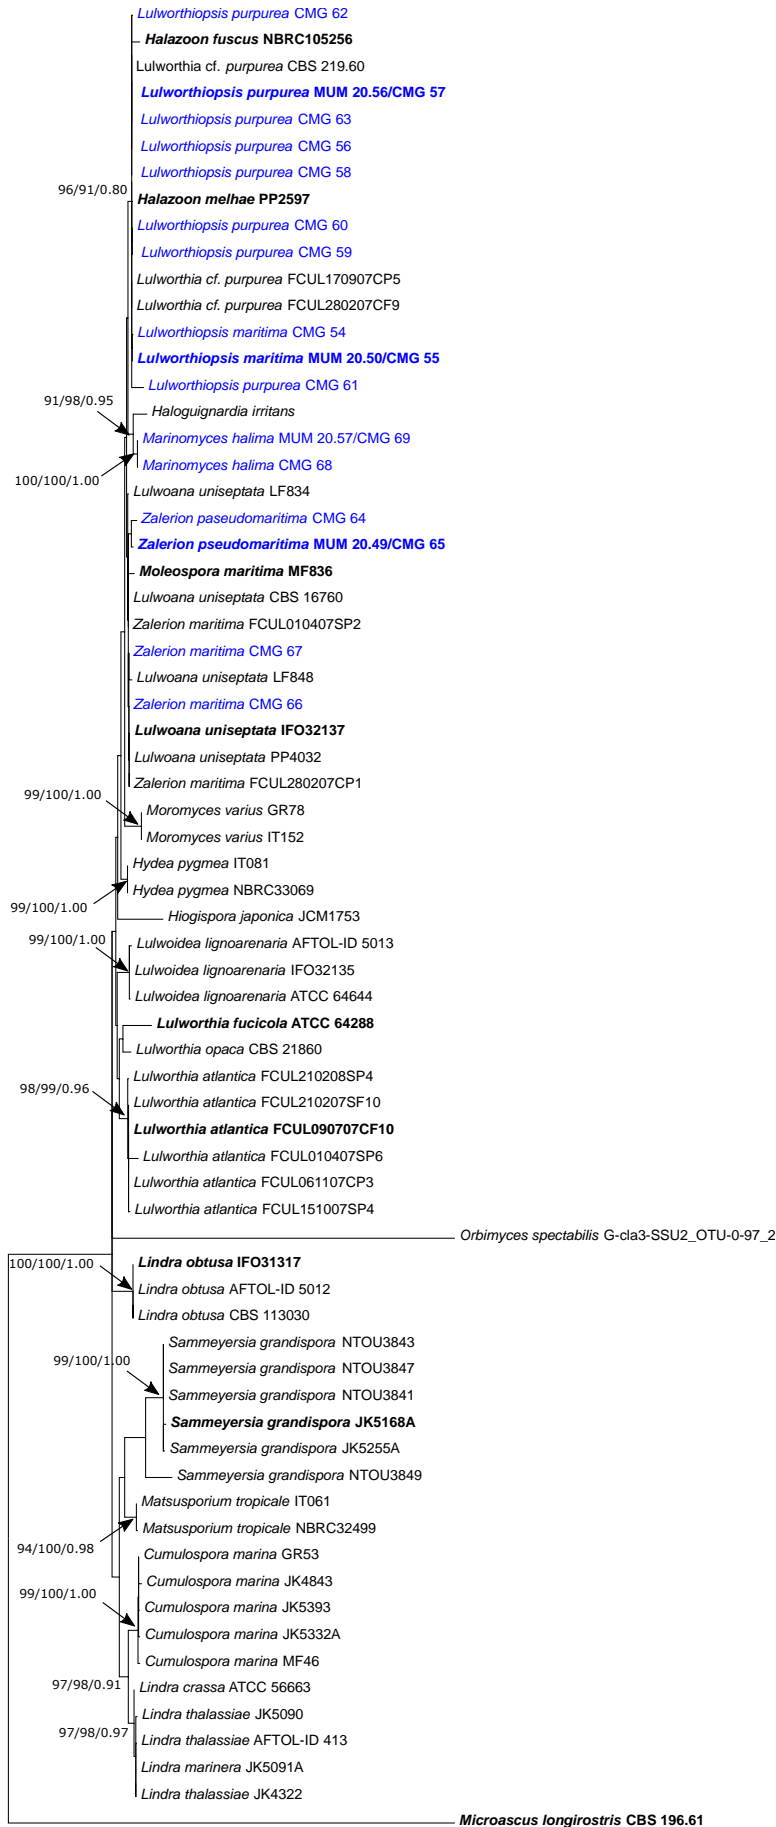 Lulworthiopsis purpurea CMG 62
Halazoon fuscus NBRC105256
Lulworthia cf. purpurea CBS 219.60
Lulworthiopsis purpurea MUM 20.56/CMG 57
Lulworthiopsis purpurea CMG 63
Lulworthiopsis purpurea CMG 56
Lulworthiopsis purpurea CMG 58
96/91/0.80
Halazoon melhae PP2597
Lulworthiopsis purpurea CMG 60
Lulworthiopsis purpurea CMG 59
Lulworthia cf. purpurea FCUL170907CP5
Lulworthia cf. purpurea FCUL280207CF9
Lulworthiopsis maritima CMG 54
Lulworthiopsis maritima MUM 20.50/CMG 55
Lulworthiopsis purpurea CMG 61
91/98/0.95
Haloguignardia irritans
Marinomyces halima MUM 20.57/CMG 69
Marinomyces halima CMG 68
100/100/1.00
Lulwoana uniseptata LF834
Zalerion paseudomaritima CMG 64
Zalerion pseudomaritima MUM 20.49/CMG 65
Moleospora maritima MF836
Lulwoana uniseptata CBS 16760
Zalerion maritima FCUL010407SP2
Zalerion maritima CMG 67
Lulwoana uniseptata LF848
Zalerion maritima CMG 66
Lulwoana uniseptata IFO32137
Lulwoana uniseptata PP4032
Zalerion maritima FCUL280207CP1
99/100/1.00
Moromyces varius GR78
Moromyces varius IT152
Hydea pygmea IT081
Hydea pygmea NBRC33069
99/100/1.00
Hiogispora japonica JCM1753
99/100/1.00
Lulwoidea lignoarenaria AFTOL-ID 5013
Lulwoidea lignoarenaria IFO32135
Lulwoidea lignoarenaria ATCC 64644
Lulworthia fucicola ATCC 64288
Lulworthia opaca CBS 21860
Lulworthia atlantica FCUL210208SP4
98/99/0.96
Lulworthia atlantica FCUL210207SF10
Lulworthia atlantica FCUL090707CF10
Lulworthia atlantica FCUL010407SP6
Lulworthia atlantica FCUL061107CP3
Lulworthia atlantica FCUL151007SP4
Orbimyces spectabilis G-cla3-SSU2_OTU-0-97_2
100/100/1.00
Lindra obtusa IFO31317
Lindra obtusa AFTOL-ID 5012
Lindra obtusa CBS 113030
Sammeyersia grandispora NTOU3843
99/100/1.00
Sammeyersia grandispora NTOU3847
Sammeyersia grandispora NTOU3841
Sammeyersia grandispora JK5168A
Sammeyersia grandispora JK5255A
Sammeyersia grandispora NTOU3849
Matsusporium tropicale IT061
Matsusporium tropicale NBRC32499
94/100/0.98
Cumulospora marina GR53
Cumulospora marina JK4843
99/100/1.00
Cumulospora marina JK5393
Cumulospora marina JK5332A
Cumulospora marina MF46
97/98/0.91
Lindra crassa ATCC 56663
Lindra thalassiae JK5090
97/98/0.97
Lindra thalassiae AFTOL-ID 413
Lindra marinera JK5091A
Lindra thalassiae JK4322
Microascus longirostris CBS 196.61